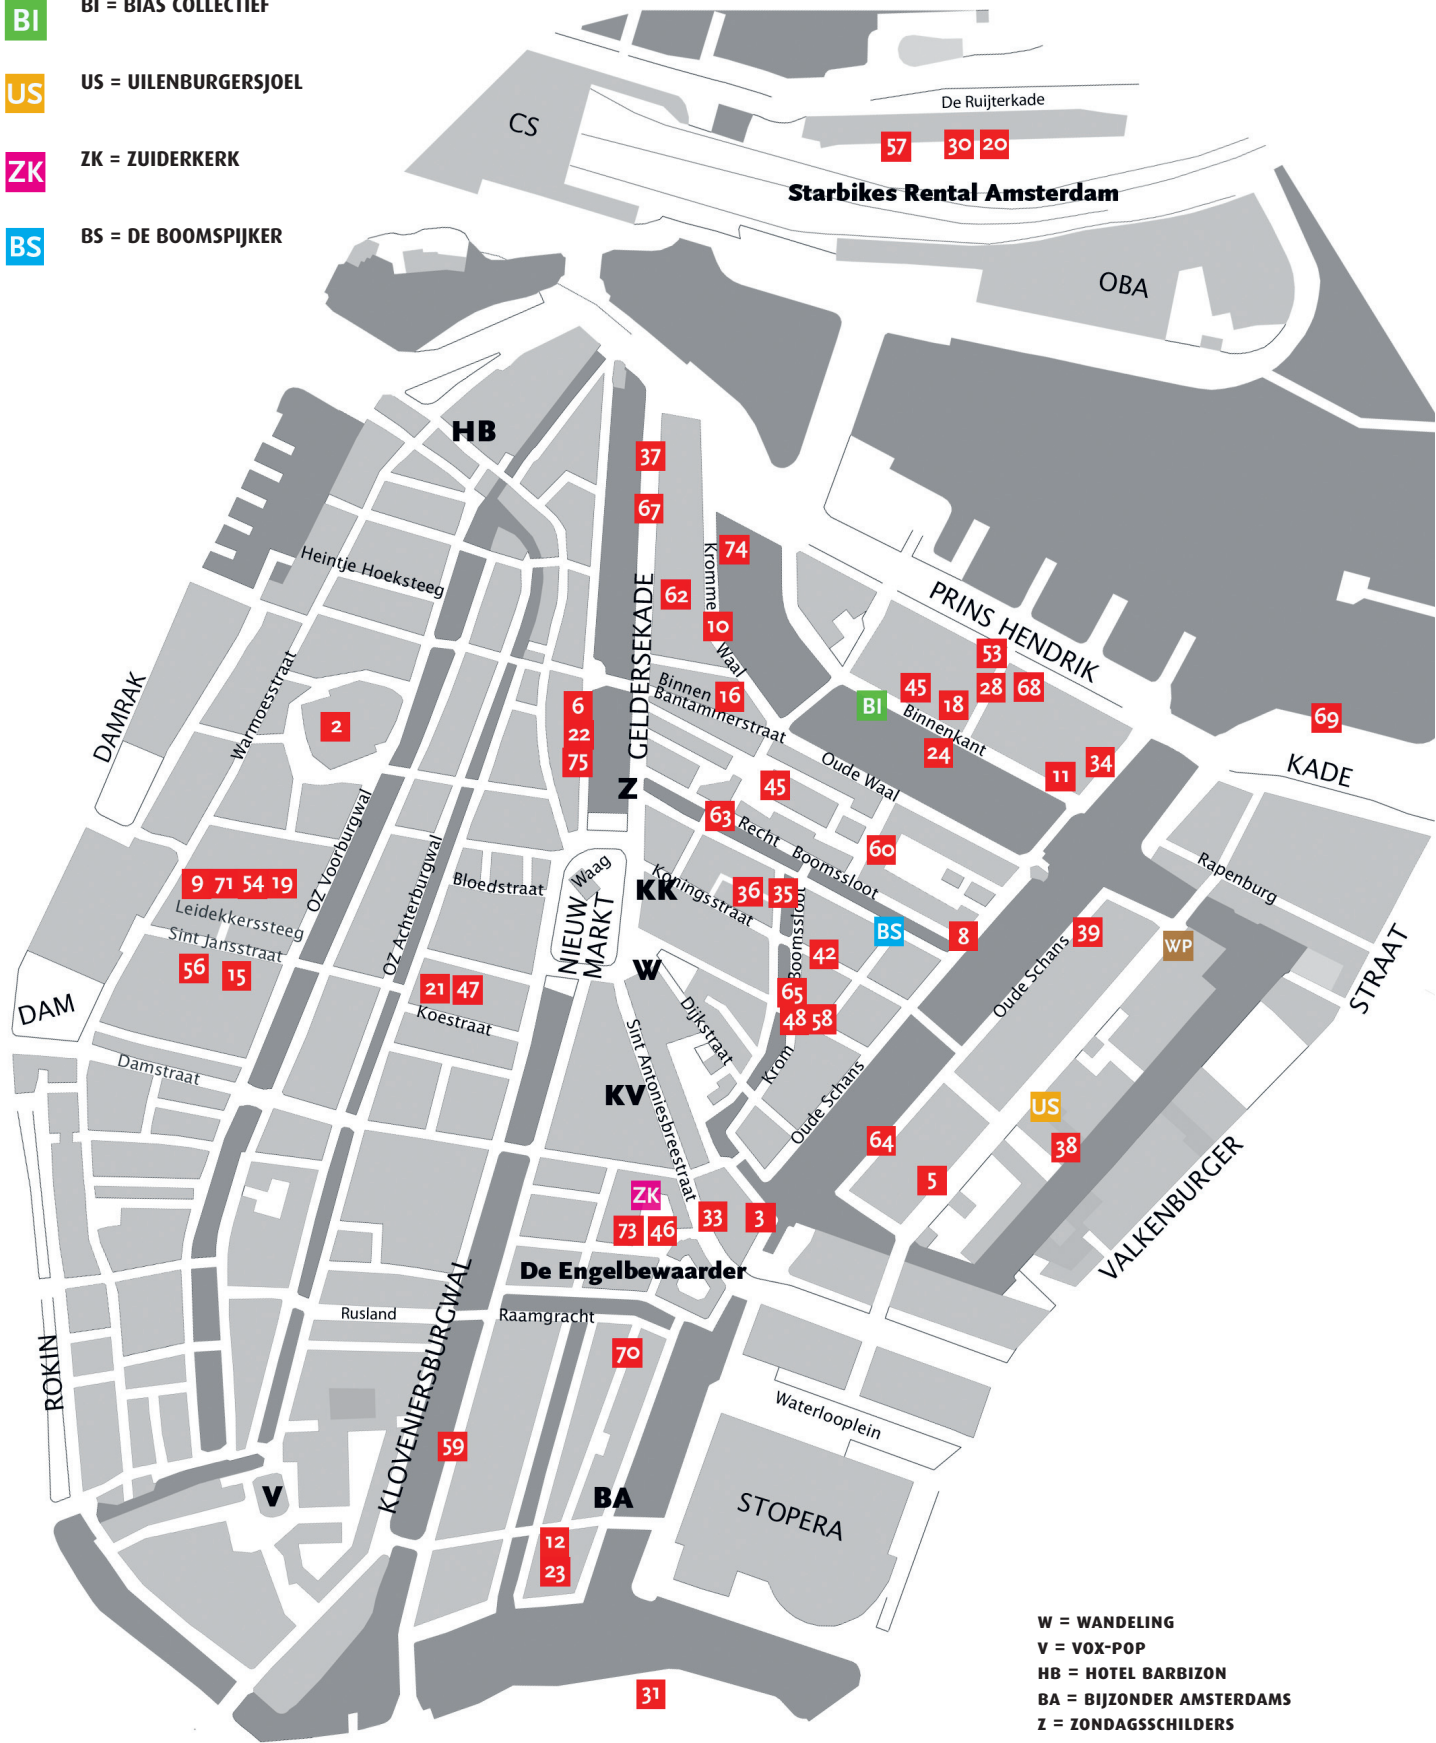 BI
BI = BIAS COLLECTIEF
US
US = UILENBURGERSJOEL
ZK
ZK = ZUIDERKERK
BS
BS = DE BOOMSPIJKER
CS
De Ruijterkade
57
30
20
Starbikes Rental Amsterdam
OBA
HB
37
67
74
Kromme
Waal
62
10
Heintje Hoeksteeg
GELDERSEKADE
PRINS HENDRIK
KADE
53
45
18
28
68
BI
Binnenkant
24
11
34
69
DAMRAK
Warmoesstraat
2
6
22
75
Binnen
Bantammerstraat
16
Oude Waal
Z
45
63
Recht Boomssloot
60
OZ Voorburgwal
OZ Achterburgwal
Bloedstraat
Waag
NIEUW
MARKT
KK
Koningsstraat
36
35
BS
8
39
WP
Rapenburg
9
71
54
19
Leidekkerssteeg
Sint Jansstraat
56
15
21
47
Koestraat
W
Dijkstraat
Krom
Boomssloot
42
65
48
58
Oude Schans
Oude Schans
STRAAT
VALKENBURGER
DAM
Damstraat
KV
Sint Antoniesbreestraat
64
5
US
38
ZK
73
46
33
3
De Engelbewaarder
Rusland
Raamgracht
ROKIN
KLOVENIERSBURGWAL
70
Waterlooplein
59
V
BA
STOPERA
12
23
31
W = WANDELING
V = VOX-POP
HB = HOTEL BARBIZON
BA = BIJZONDER AMSTERDAMS
Z = ZONDAGSSCHILDERS